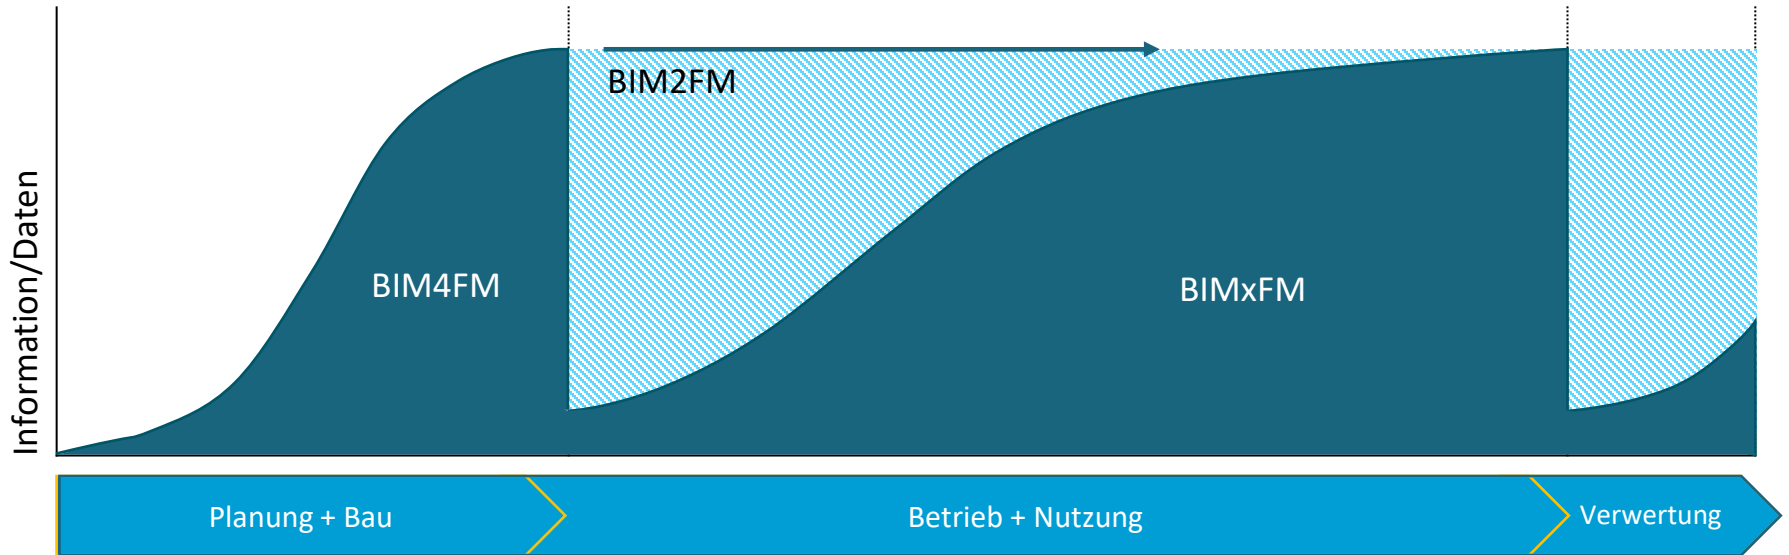 Information/Daten
BIM2FM
BIM4FM
BIMxFM
Planung + Bau
Betrieb + Nutzung
Verwertung